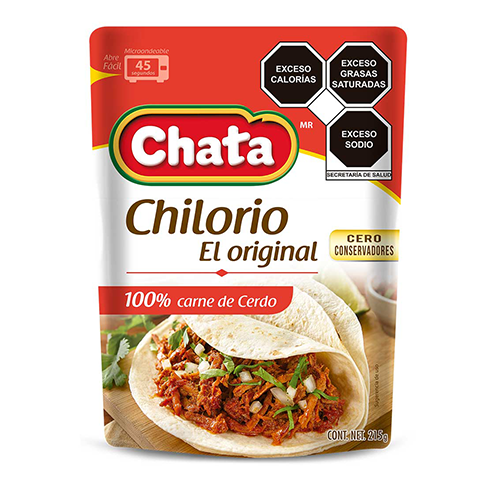 Abre
Fácil
Microondeable
45
segundos
EXCESO
CALORÍAS
EXCESO
GRASAS
SATURADAS
EXCESO
SODIO
SECRETARÍA DE SALUD
MR
Chata
Chilorio
El original
CERO
CONSERVADORES
100% carne de Cerdo
CONT. NET. 215g